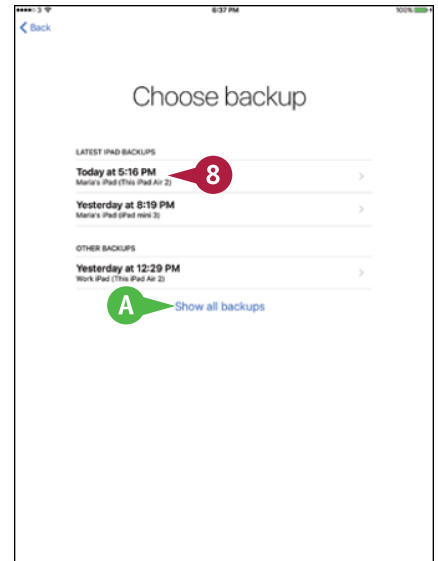 3 6:37 PM 100%
Back
Choose backup
LATEST IPAD BACKUPS
Today at 5:16 PM
Maria's iPad (This iPad Air 2)
8
Yesterday at 8:19 PM
Maria's iPad (iPad mini 3)
OTHER BACKUPS
Yesterday at 12:29 PM
Work iPad (This iPad Air 2)
A
Show all backups